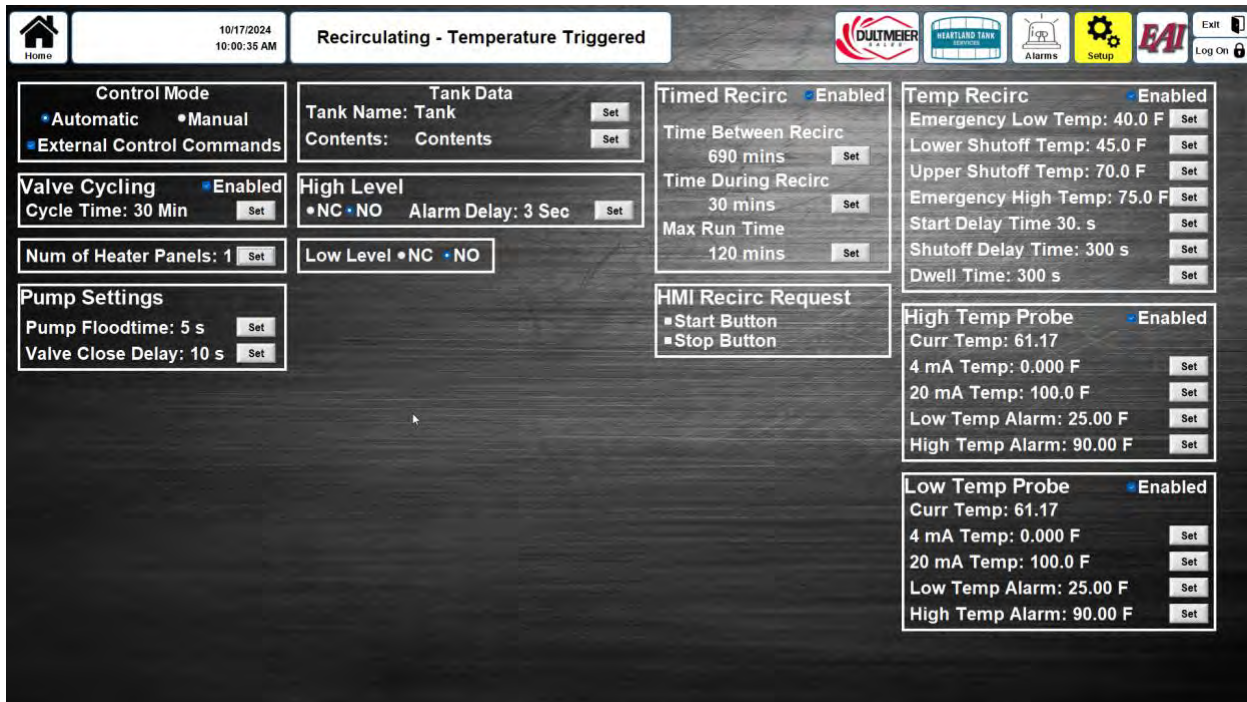 Home
10/17/2024
10:00:35 AM
Recirculating - Temperature Triggered
DULTMEIER
SALES
HEARTLAND TANK
SERVICES
Alarms
Setup
EAI
Exit
Log On
Control Mode
Automatic Manual
External Control Commands
Valve Cycling Enabled
Cycle Time: 30 Min Set
Num of Heater Panels: 1 Set
Pump Settings
Pump Floodtime: 5 s Set
Valve Close Delay: 10 s Set
Tank Data
Tank Name: Tank Set
Contents: Contents Set
High Level
NC NO Alarm Delay: 3 Sec Set
Low Level NC NO
Timed Recirc Enabled
Time Between Recirc
690 mins Set
Time During Recirc
30 mins Set
Max Run Time
120 mins Set
HMI Recirc Request
Start Button
Stop Button
Temp Recirc Enabled
Emergency Low Temp: 40.0 F Set
Lower Shutoff Temp: 45.0 F Set
Upper Shutoff Temp: 70.0 F Set
Emergency High Temp: 75.0 F Set
Start Delay Time 30. s Set
Shutoff Delay Time: 300 s Set
Dwell Time: 300 s Set
High Temp Probe Enabled
Curr Temp: 61.17
4 mA Temp: 0.000 F Set
20 mA Temp: 100.0 F Set
Low Temp Alarm: 25.00 F Set
High Temp Alarm: 90.00 F Set
Low Temp Probe Enabled
Curr Temp: 61.17
4 mA Temp: 0.000 F Set
20 mA Temp: 100.0 F Set
Low Temp Alarm: 25.00 F Set
High Temp Alarm: 90.00 F Set